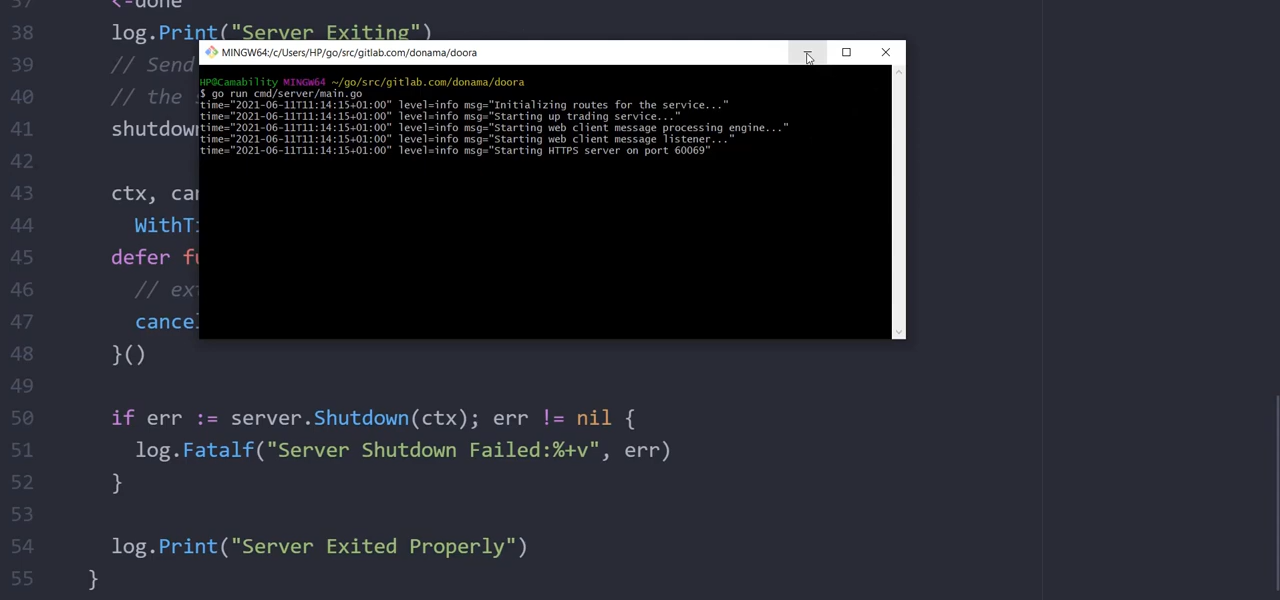 37 <-done
38 log.Print("Server Exiting")
MINGW64:/c/Users/HP/go/src/gitlab.com/donama/doora
39 // Send
HP@Camability MINGW64 ~/go/src/gitlab.com/donama/doora
$ go run cmd/server/main.go
40 // the
time="2021-06-11T11:14:15+01:00" level=info msg="Initializing routes for the service..."
time="2021-06-11T11:14:15+01:00" level=info msg="Starting up trading service..."
41 shutdown
time="2021-06-11T11:14:15+01:00" level=info msg="Starting web client message processing engine..."
time="2021-06-11T11:14:15+01:00" level=info msg="Starting web client message listener..."
time="2021-06-11T11:14:15+01:00" level=info msg="Starting HTTPS server on port 60069"
42
43 ctx, can
44 WithTi
45 defer fu
46 // ex
47 cancel
48 }()
49
50 if err := server.Shutdown(ctx); err != nil {
51 log.Fatalf("Server Shutdown Failed:%+v", err)
52 }
53
54 log.Print("Server Exited Properly")
55 }